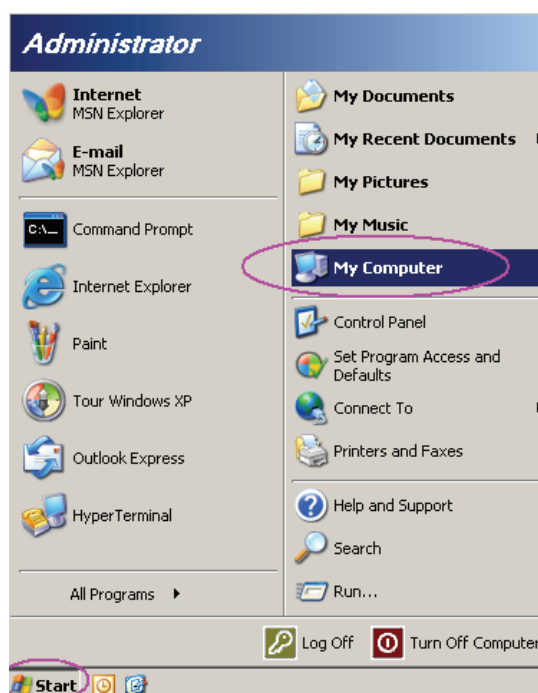 Administrator
Internet
MSN Explorer
E-mail
MSN Explorer
Command Prompt
Internet Explorer
Paint
Tour Windows XP
Outlook Express
HyperTerminal
All Programs
My Documents
My Recent Documents
My Pictures
My Music
My Computer
Control Panel
Set Program Access and
Defaults
Connect To
Printers and Faxes
Help and Support
Search
Run...
Log Off
Turn Off Computer
Start